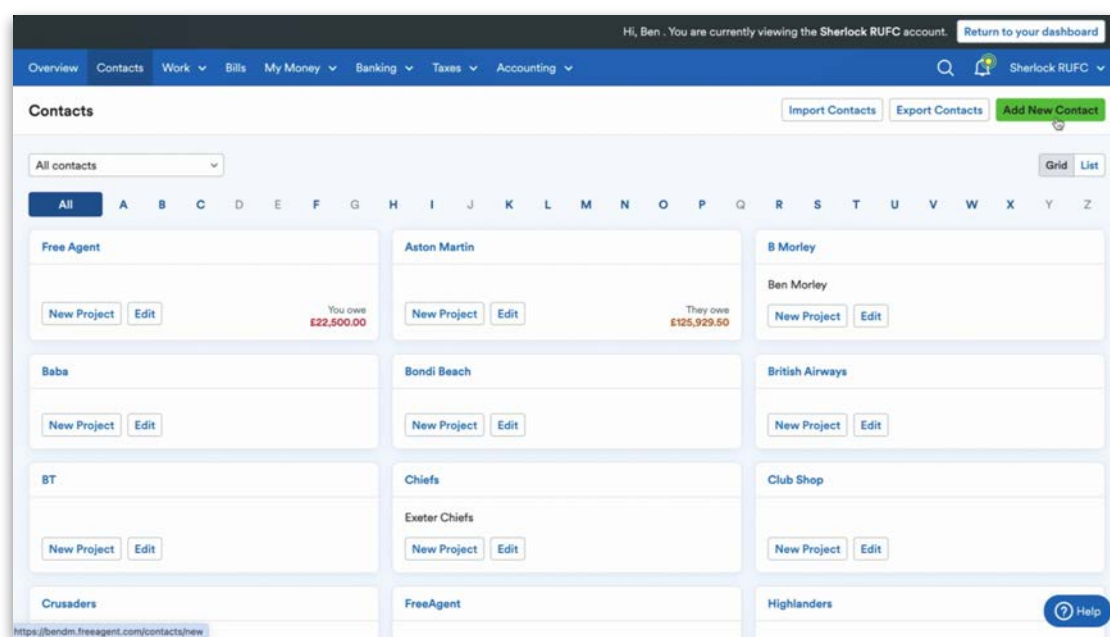 Hi, Ben . You are currently viewing the Sherlock RUFC account. Return to your dashboard
Overview Contacts Work Bills My Money Banking Taxes Accounting Sherlock RUFC
Contacts Import Contacts Export Contacts Add New Contact
All contacts Grid List
All A B C D E F G H I J K L M N O P Q R S T U V W X Y Z
Free Agent Aston Martin B Morley
Ben Morley
New Project Edit You owe £22,500.00 New Project Edit They owe £125,929.50 New Project Edit
Baba Bondi Beach British Airways
New Project Edit New Project Edit New Project Edit
BT Chiefs Club Shop
Exeter Chiefs
New Project Edit New Project Edit New Project Edit
Crusaders FreeAgent Highlanders
Help
https://bendm.freeagent.com/contacts/new